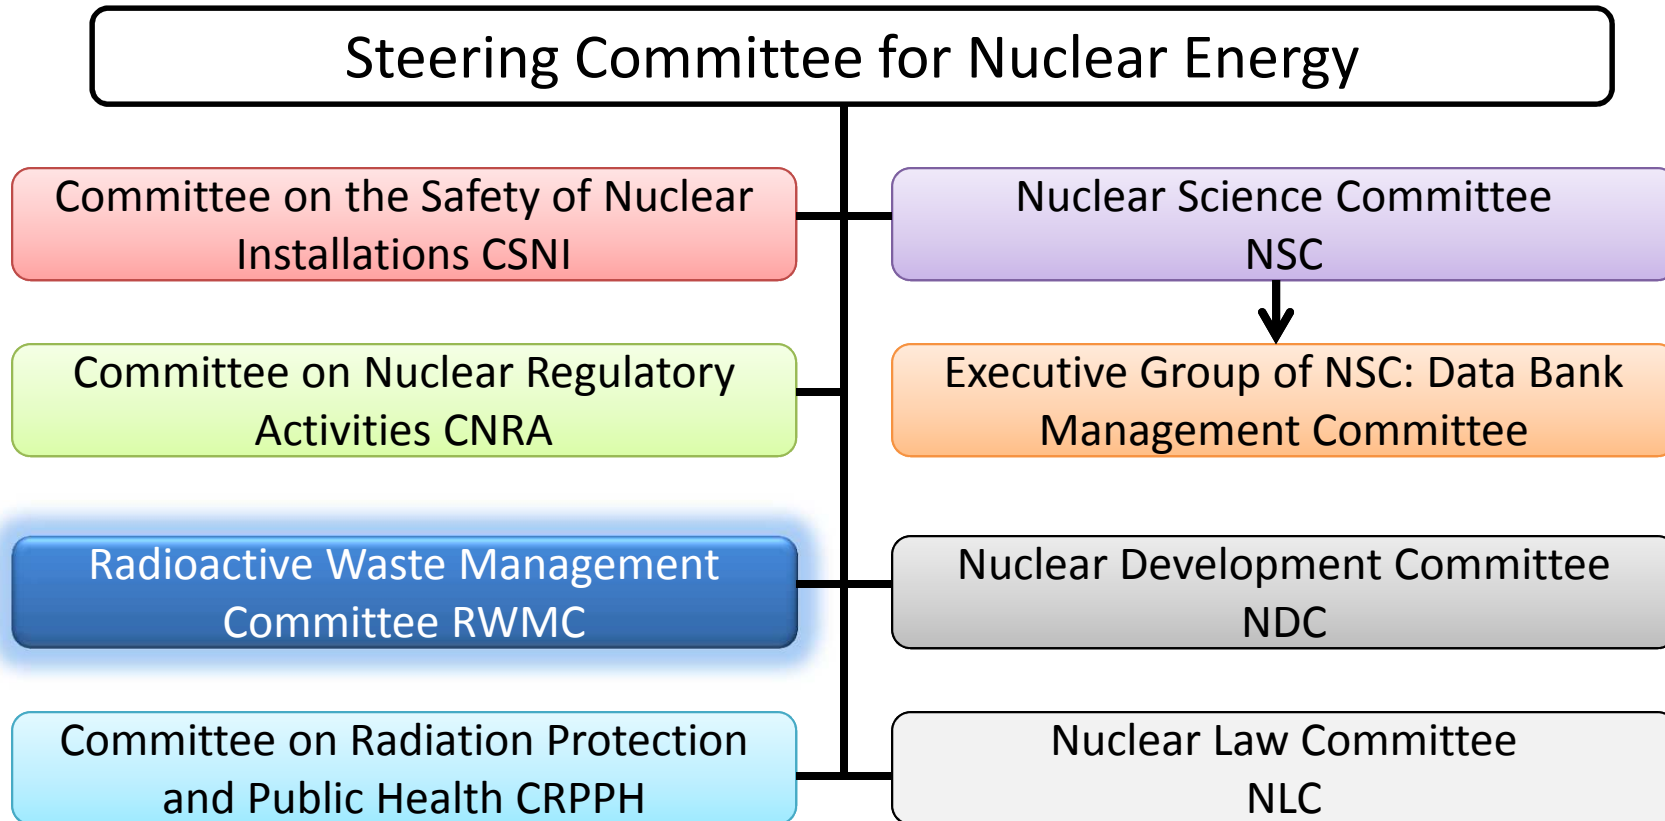 Steering Committee for Nuclear Energy
Committee on the Safety of Nuclear
Installations CSNI
Nuclear Science Committee
NSC
Committee on Nuclear Regulatory
Activities CNRA
Executive Group of NSC: Data Bank
Management Committee
Radioactive Waste Management
Committee RWMC
Nuclear Development Committee
NDC
Committee on Radiation Protection
and Public Health CRPPH
Nuclear Law Committee
NLC